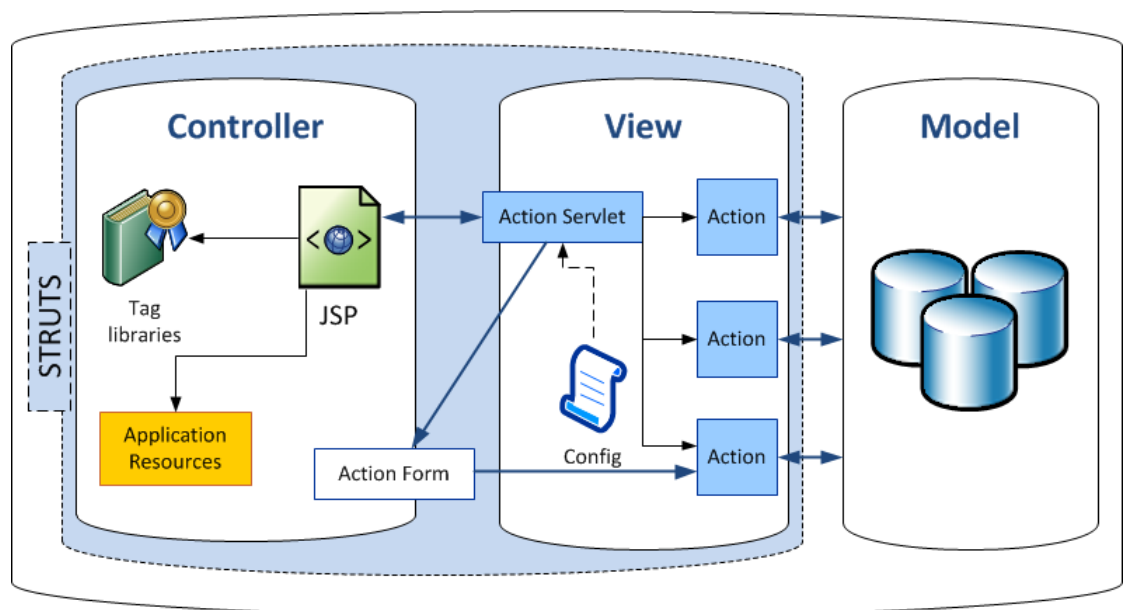 Controller
View
Model
STRUTS
Tag
libraries
JSP
Application
Resources
Action Servlet
Action
Action
Action
Config
Action Form